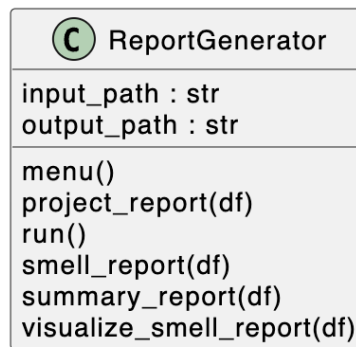 C ReportGenerator
input_path : str
output_path : str
menu()
project_report(df)
run()
smell_report(df)
summary_report(df)
visualize_smell_report(df)